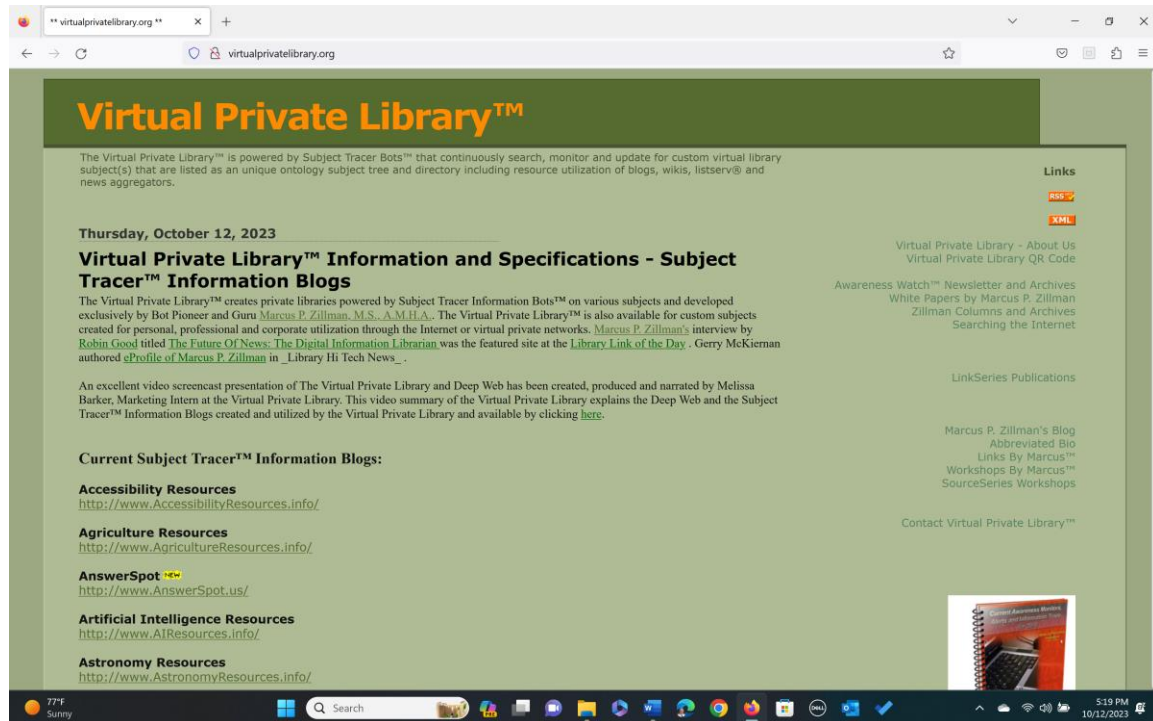 ** virtualprivatelibrary.org **
virtualprivatelibrary.org
Virtual Private Library™
The Virtual Private Library™ is powered by Subject Tracer Bots™ that continuously search, monitor and update for custom virtual library
subject(s) that are listed as an unique ontology subject tree and directory including resource utilization of blogs, wikis, listserv® and
news aggregators.
Thursday, October 12, 2023
Virtual Private Library™ Information and Specifications - Subject
Tracer™ Information Blogs
The Virtual Private Library™ creates private libraries powered by Subject Tracer Information Bots™ on various subjects and developed
exclusively by Bot Pioneer and Guru Marcus P. Zillman, M.S., A.M.H.A.. The Virtual Private Library™ is also available for custom subjects
created for personal, professional and corporate utilization through the Internet or virtual private networks. Marcus P. Zillman's interview by
Robin Good titled The Future Of News: The Digital Information Librarian was the featured site at the Library Link of the Day . Gerry McKiernan
authored eProfile of Marcus P. Zillman in _Library Hi Tech News_ .
An excellent video screencast presentation of The Virtual Private Library and Deep Web has been created, produced and narrated by Melissa
Barker, Marketing Intern at the Virtual Private Library. This video summary of the Virtual Private Library explains the Deep Web and the Subject
Tracer™ Information Blogs created and utilized by the Virtual Private Library and available by clicking here.
Current Subject Tracer™ Information Blogs:
Accessibility Resources
http://www.AccessibilityResources.info/
Agriculture Resources
http://www.AgricultureResources.info/
AnswerSpot NEW
http://www.AnswerSpot.us/
Artificial Intelligence Resources
http://www.AIResources.info/
Astronomy Resources
http://www.AstronomyResources.info/
Links
RSS
XML
Virtual Private Library - About Us
Virtual Private Library QR Code
Awareness Watch™ Newsletter and Archives
White Papers by Marcus P. Zillman
Zillman Columns and Archives
Searching the Internet
LinkSeries Publications
Marcus P. Zillman's Blog
Abbreviated Bio
Links By Marcus™
Workshops By Marcus™
SourceSeries Workshops
Contact Virtual Private Library™
Current Awareness Monitors
77°F
Sunny
Search
DELL
5:19 PM
10/12/2023